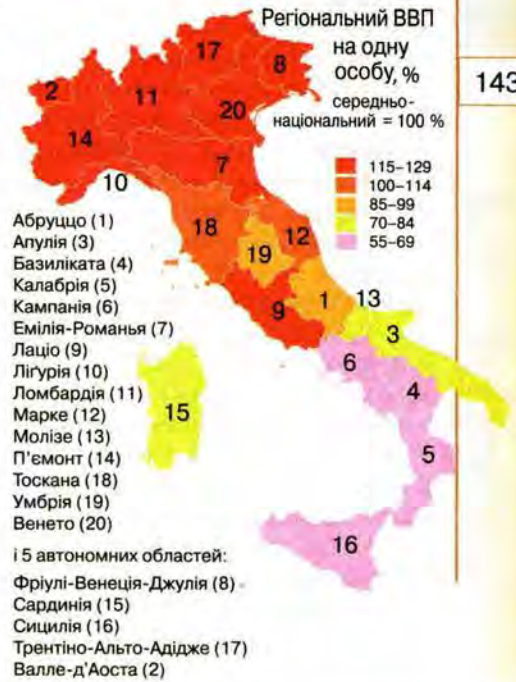 Регіональний ВВП
на одну
особу, %
середньо-
національний = 100 %
143
115–129
100–114
85–99
70–84
55–69
17
8
2
11
20
14
7
10
18
12
19
9
1
13
3
6
4
15
5
16
Абруццо (1)
Апулія (3)
Базиліката (4)
Калабрія (5)
Кампанія (6)
Емілія-Романья (7)
Лаціо (9)
Лігурія (10)
Ломбардія (11)
Марке (12)
Молізе (13)
П'ємонт (14)
Тоскана (18)
Умбрія (19)
Венето (20)
і 5 автономних областей:
Фріулі-Венеція-Джулія (8)
Сардинія (15)
Сицилія (16)
Трентіно-Альто-Адідже (17)
Валле-д'Аоста (2)